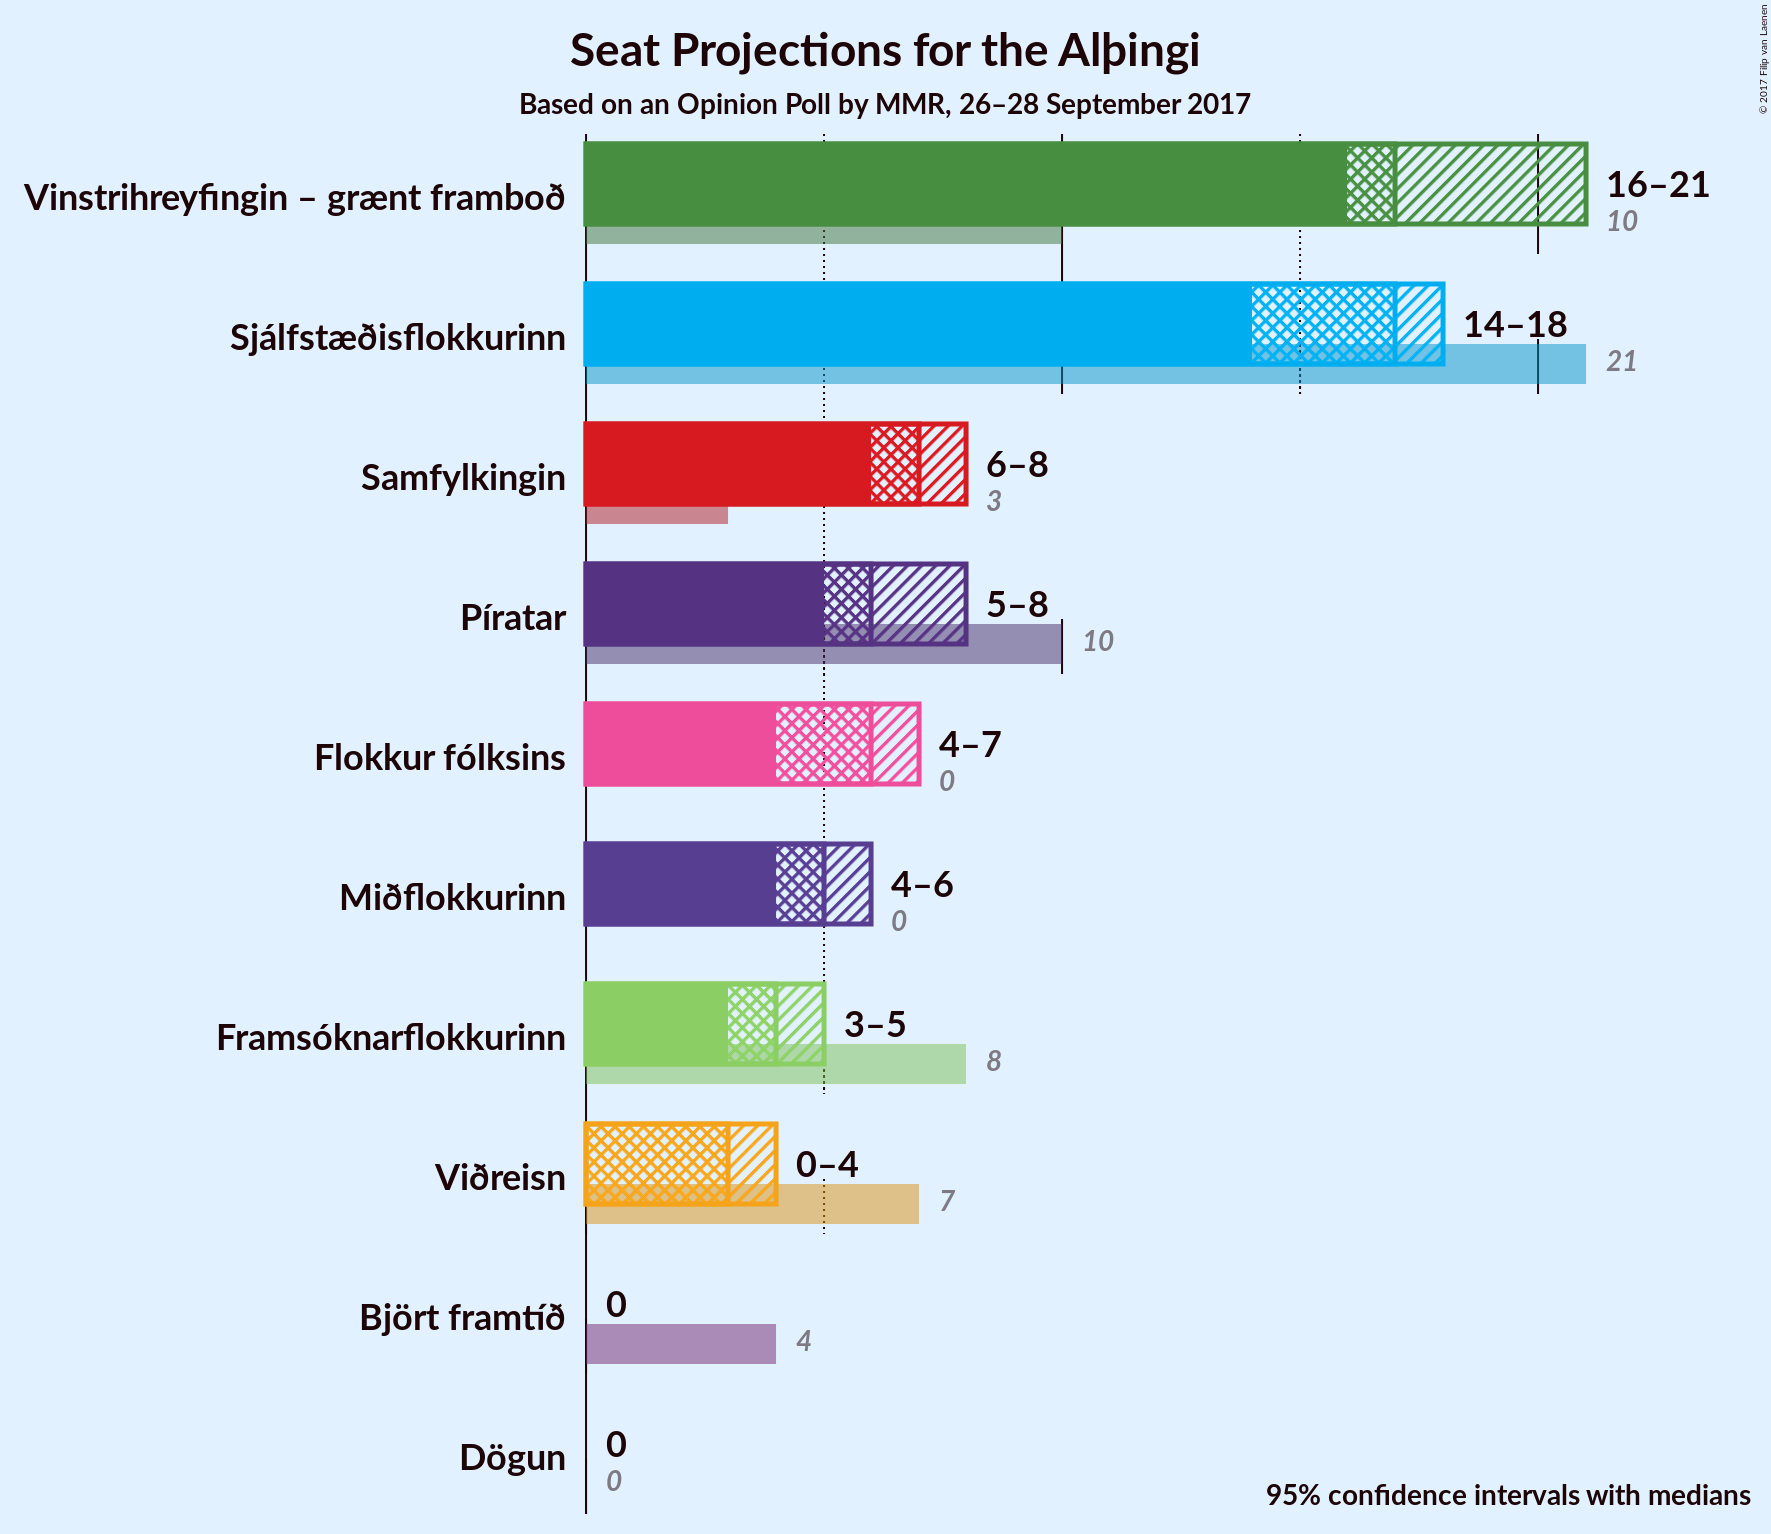 Seat Projections for the Alþingi
Based on an Opinion Poll by MMR, 26–28 September 2017
© 2017 Filip van Laenen
Vinstrihreyfingin – grænt framboð
16–21
10
Sjálfstæðisflokkurinn
14–18
21
Samfylkingin
6–8
3
Píratar
5–8
10
Flokkur fólksins
4–7
0
Miðflokkurinn
4–6
0
Framsóknarflokkurinn
3–5
8
Viðreisn
0–4
7
Björt framtíð
0
4
Dögun
0
0
95% confidence intervals with medians